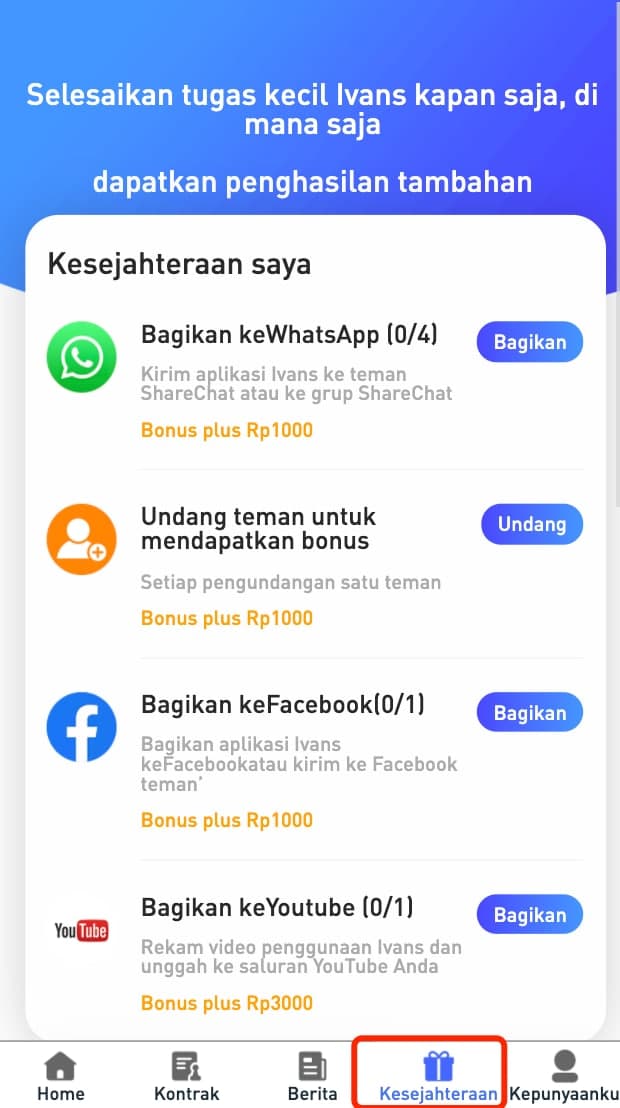 Selesaikan tugas kecil Ivans kapan saja, di
mana saja
dapatkan penghasilan tambahan
Kesejahteraan saya
Bagikan keWhatsApp (0/4)
Bagikan
Kirim aplikasi Ivans ke teman
ShareChat atau ke grup ShareChat
Bonus plus Rp1000
Undang teman untuk
mendapatkan bonus
Undang
Setiap pengundangan satu teman
Bonus plus Rp1000
Bagikan keFacebook(0/1)
Bagikan
Bagikan aplikasi Ivans
keFacebookatau kirim ke Facebook
teman’
Bonus plus Rp1000
YouTube
Bagikan keYoutube (0/1)
Bagikan
Rekam video penggunaan Ivans dan
unggah ke saluran YouTube Anda
Bonus plus Rp3000
Home
Kontrak
Berita
Kesejahteraan
Kepunyaanku